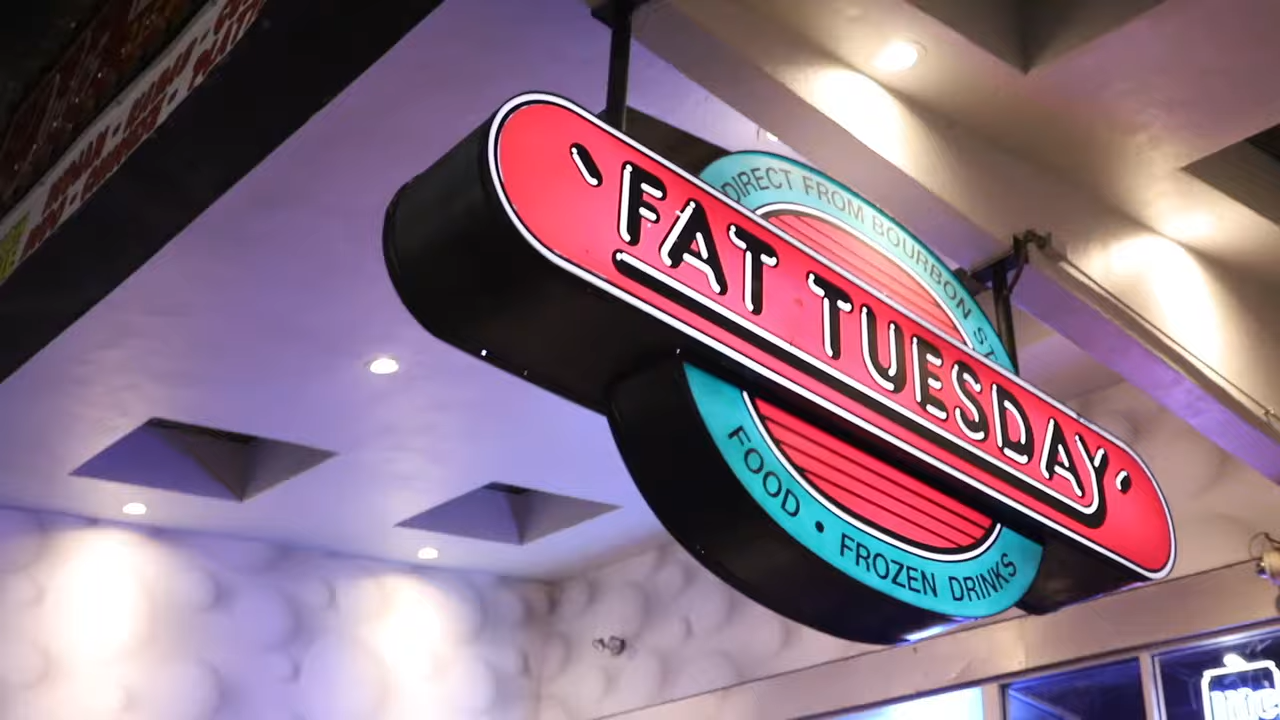 DIRECT FROM BOURBON ST
FAT TUESDAY
FOOD • FROZEN DRINKS